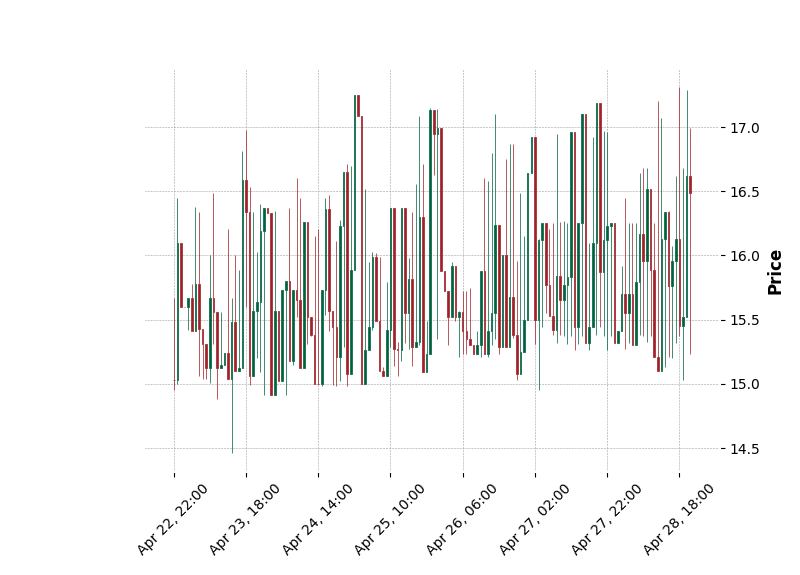 17.0
16.5
16.0
15.5
15.0
14.5
Price
Apr 22, 22:00
Apr 23, 18:00
Apr 24, 14:00
Apr 25, 10:00
Apr 26, 06:00
Apr 27, 02:00
Apr 27, 22:00
Apr 28, 18:00